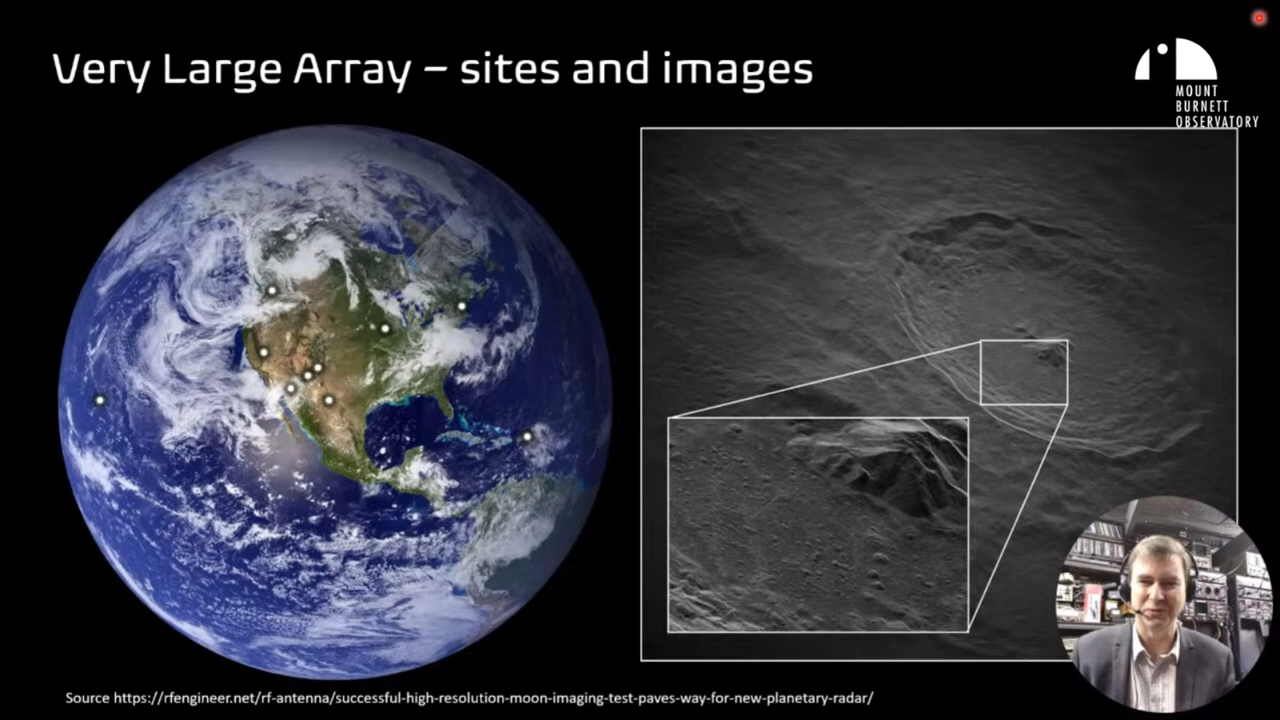 Very Large Array – sites and images
MOUNT
BURNETT
OBSERVATORY
Source https://rfengineer.net/rf-antenna/successful-high-resolution-moon-imaging-test-paves-way-for-new-planetary-radar/